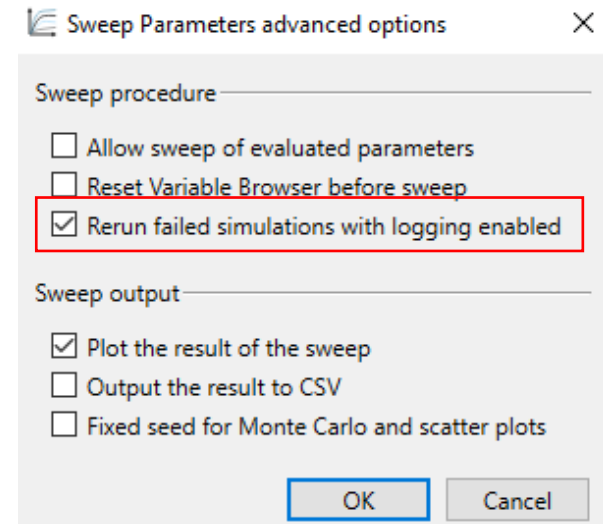 Sweep Parameters advanced options
Sweep procedure
Allow sweep of evaluated parameters
Reset Variable Browser before sweep
Rerun failed simulations with logging enabled
Sweep output
Plot the result of the sweep
Output the result to CSV
Fixed seed for Monte Carlo and scatter plots
OK Cancel